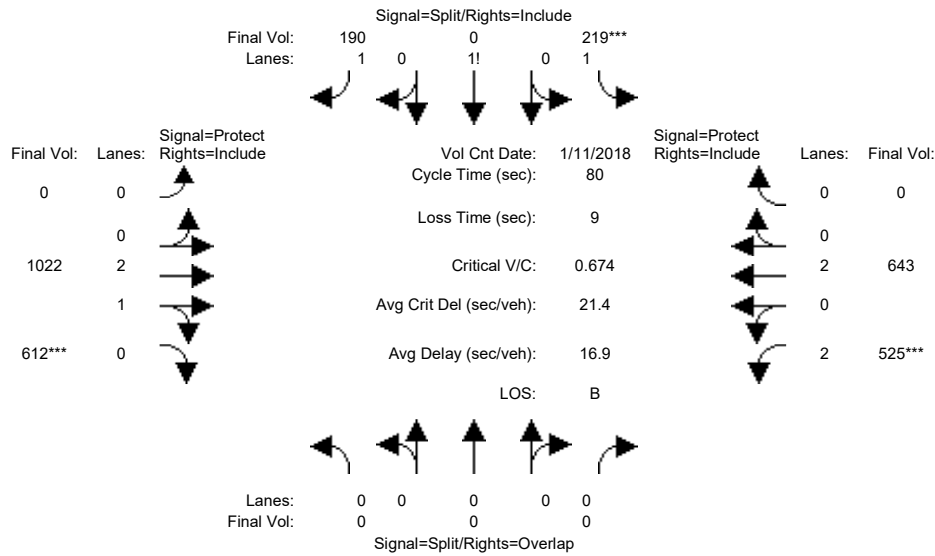 Signal=Split/Rights=Include
Final Vol: 190 0 219***
Lanes: 1 0 1! 0 1
Signal=Protect Signal=Protect
Final Vol: Lanes: Rights=Include Vol Cnt Date: 1/11/2018 Rights=Include Lanes: Final Vol:
Cycle Time (sec): 80
0 0 0 0
Loss Time (sec): 9
0 0
1022 2 Critical V/C: 0.674 2 643
1 Avg Crit Del (sec/veh): 21.4 0
612*** 0 Avg Delay (sec/veh): 16.9 2 525***
LOS: B
Lanes: 0 0 0 0 0
Final Vol: 0 0 0
Signal=Split/Rights=Overlap